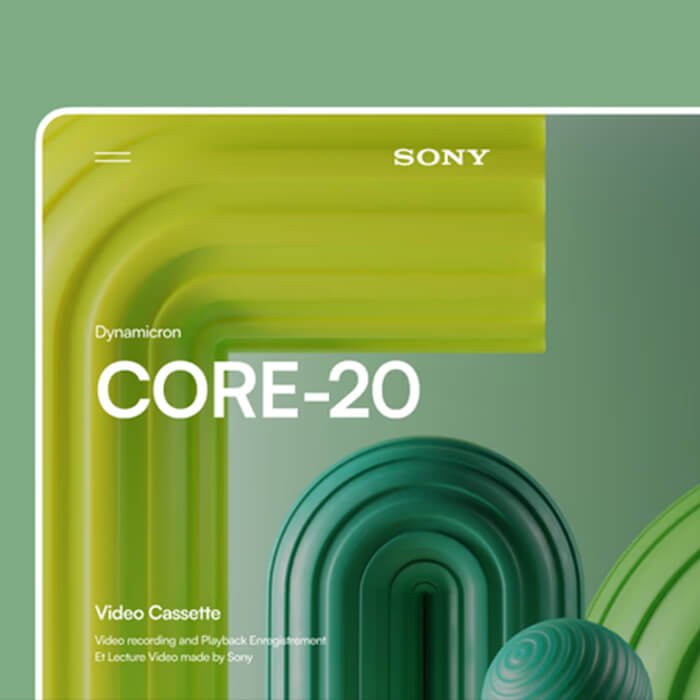 SONY
Dynamicron
CORE-20
Video Cassette
Video recording and Playback Enregistrement
Et Lecture Video made by Sony